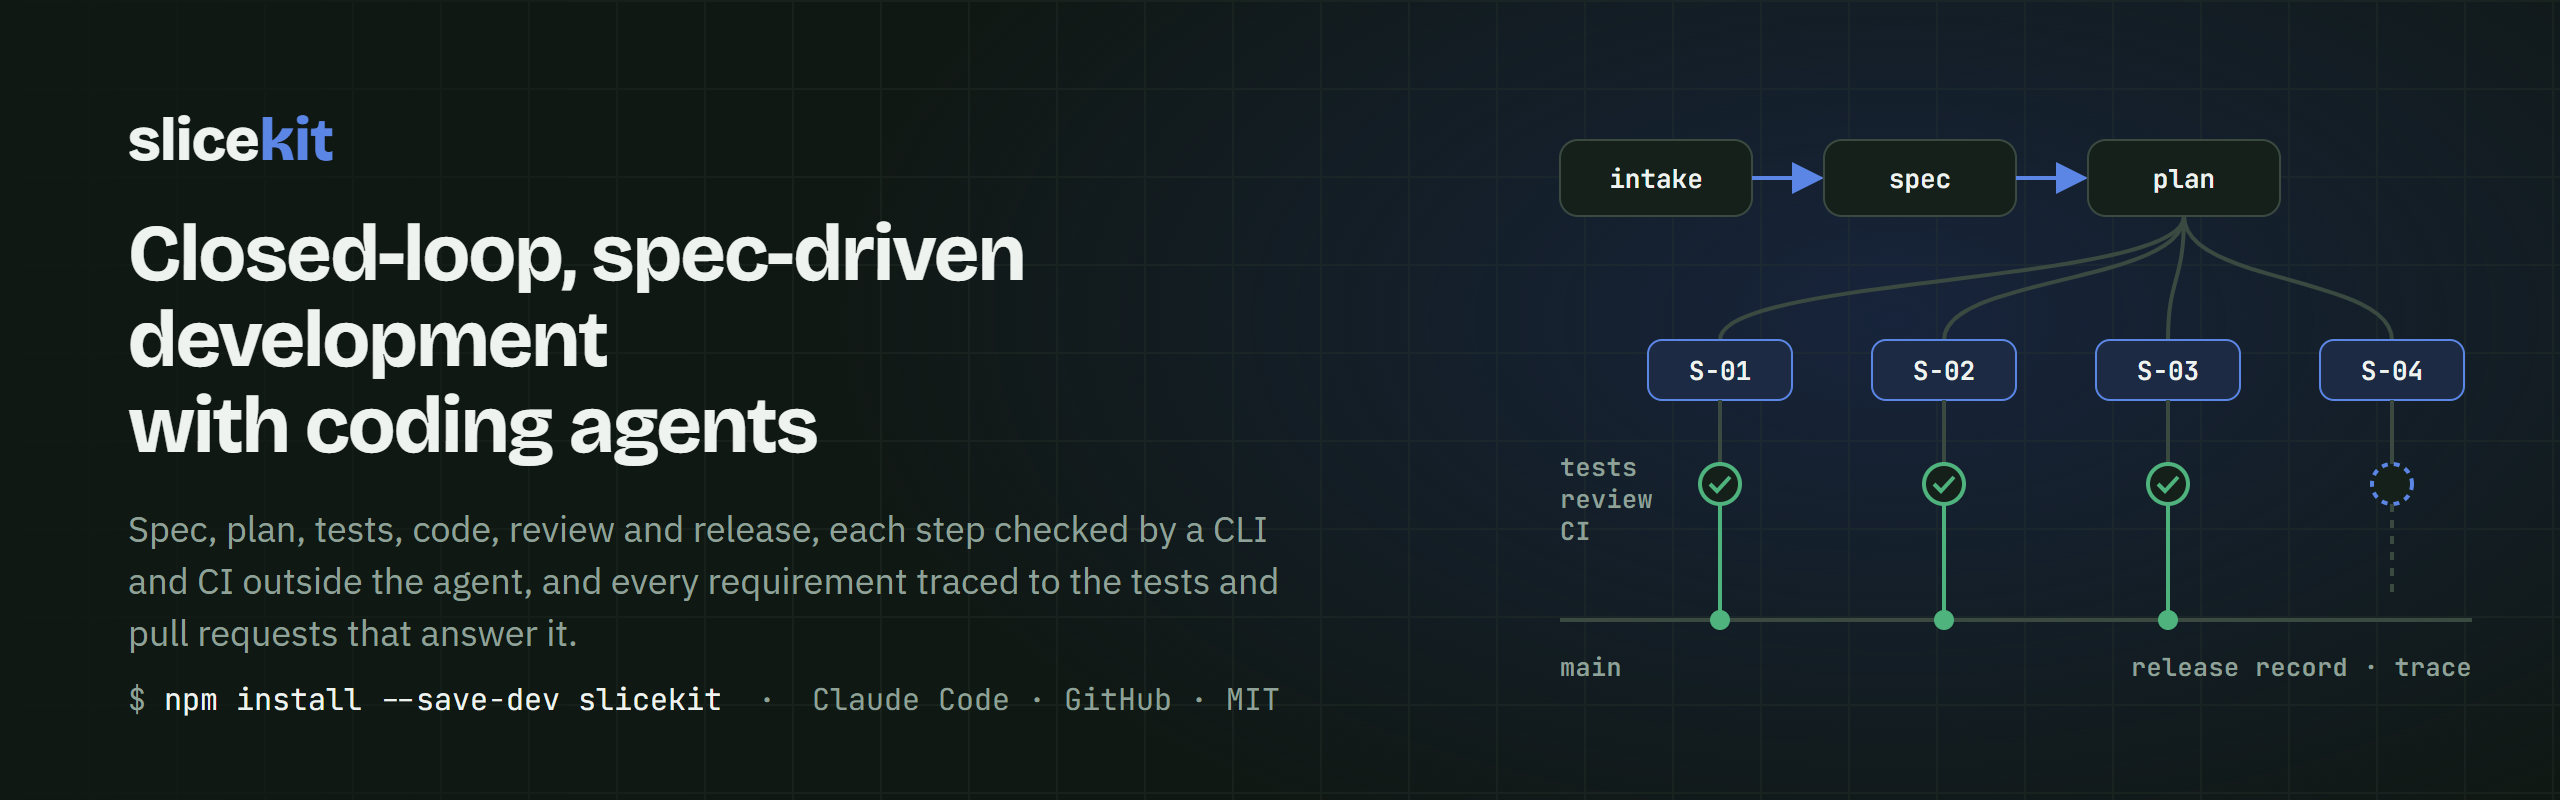 slicekit
Closed-loop, spec-driven
development
with coding agents
Spec, plan, tests, code, review and release, each step checked by a CLI
and CI outside the agent, and every requirement traced to the tests and
pull requests that answer it.
$ npm install --save-dev slicekit · Claude Code · GitHub · MIT
intake
spec
plan
S-01
S-02
S-03
S-04
tests
review
CI
main
release record · trace